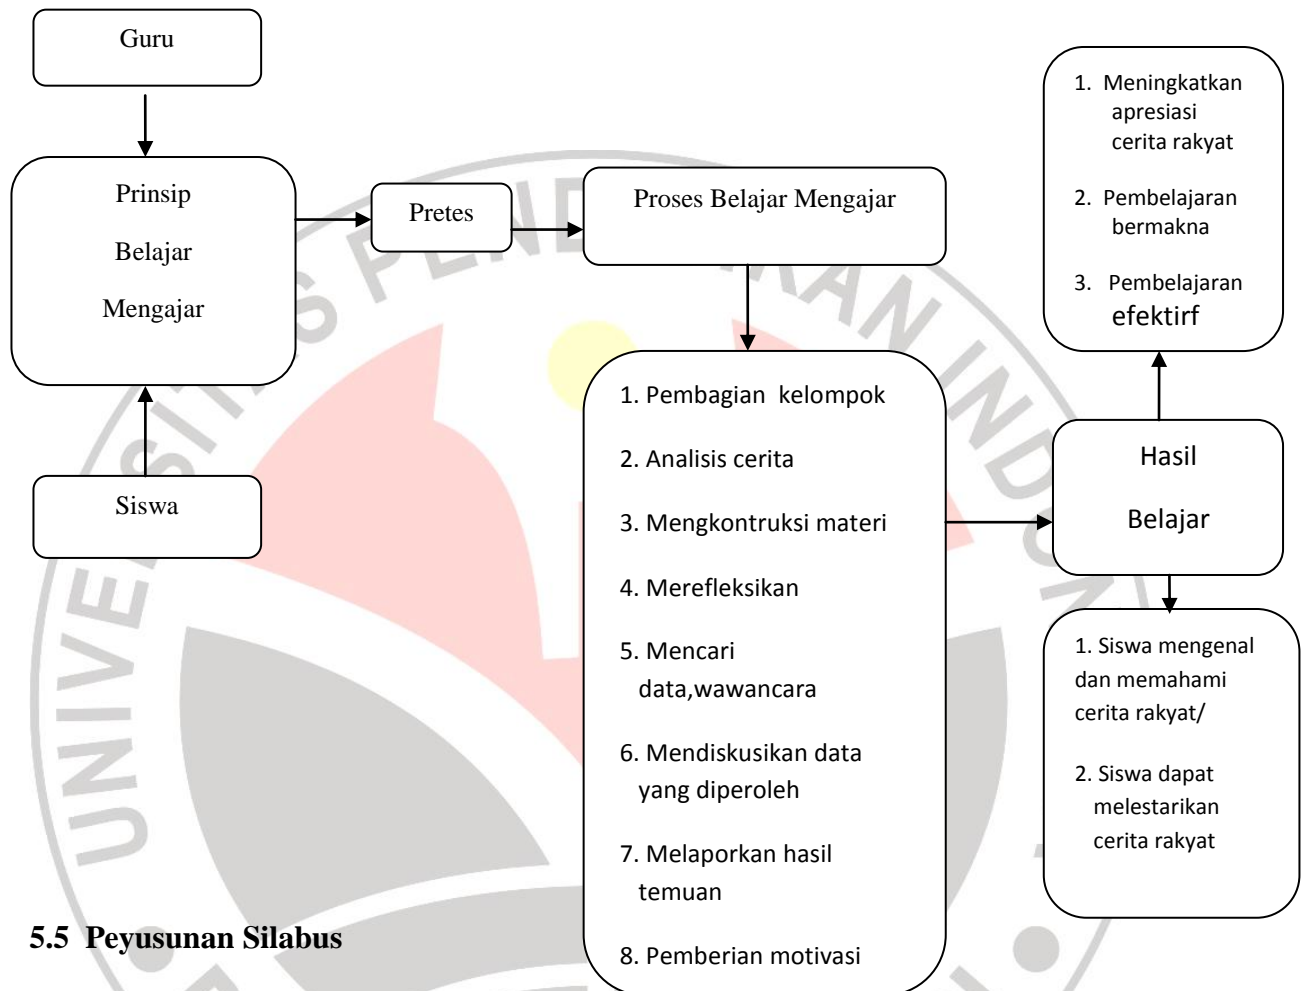 Guru
Prinsip
Belajar
Mengajar
Siswa
Pretes
Proses Belajar Mengajar
1. Pembagian kelompok
2. Analisis cerita
3. Mengkontruksi materi
4. Merefleksikan
5. Mencari
data,wawancara
6. Mendiskusikan data
yang diperoleh
7. Melaporkan hasil
temuan
8. Pemberian motivasi
1. Meningkatkan
apresiasi
cerita rakyat
2. Pembelajaran
bermakna
3. Pembelajaran
efektirf
Hasil
Belajar
1. Siswa mengenal
dan memahami
cerita rakyat/
2. Siswa dapat
melestarikan
cerita rakyat
5.5 Peyusunan Silabus